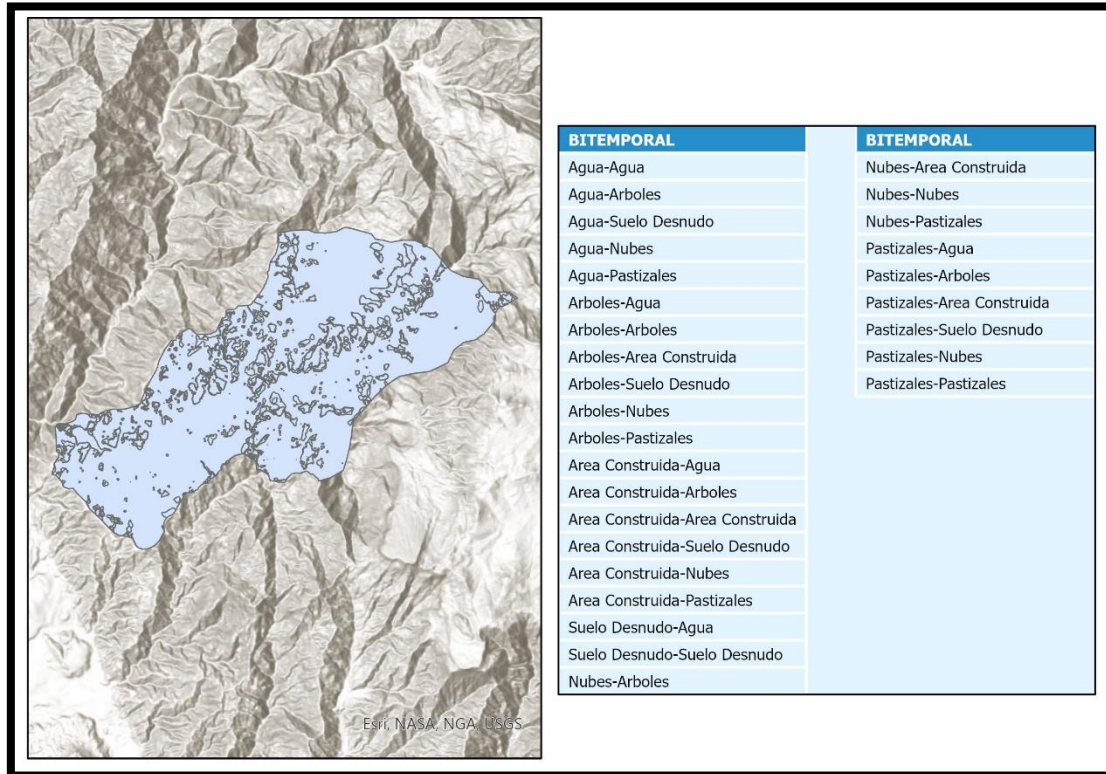 BITEMPORAL
Agua-Agua
Agua-Arboles
Agua-Suelo Desnudo
Agua-Nubes
Agua-Pastizales
Arboles-Agua
Arboles-Arboles
Arboles-Area Construida
Arboles-Suelo Desnudo
Arboles-Nubes
Arboles-Pastizales
Area Construida-Agua
Area Construida-Arboles
Area Construida-Area Construida
Area Construida-Suelo Desnudo
Area Construida-Nubes
Area Construida-Pastizales
Suelo Desnudo-Agua
Suelo Desnudo-Suelo Desnudo
Nubes-Arboles
BITEMPORAL
Nubes-Area Construida
Nubes-Nubes
Nubes-Pastizales
Pastizales-Agua
Pastizales-Arboles
Pastizales-Area Construida
Pastizales-Suelo Desnudo
Pastizales-Nubes
Pastizales-Pastizales
Esri, NASA, NGA, USGS